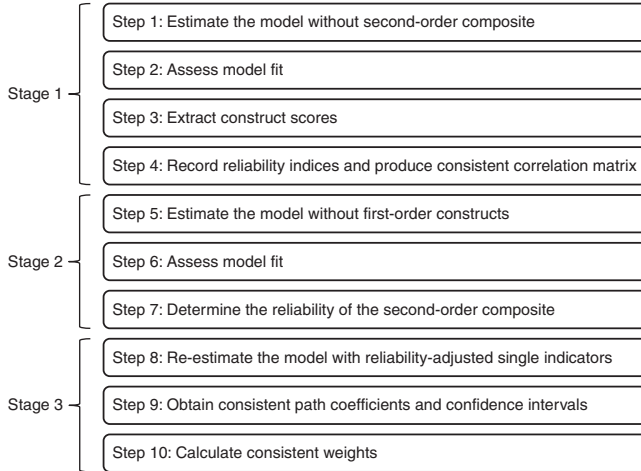 Stage 1
Step 1: Estimate the model without second-order composite
Step 2: Assess model fit
Step 3: Extract construct scores
Step 4: Record reliability indices and produce consistent correlation matrix
Stage 2
Step 5: Estimate the model without first-order constructs
Step 6: Assess model fit
Step 7: Determine the reliability of the second-order composite
Stage 3
Step 8: Re-estimate the model with reliability-adjusted single indicators
Step 9: Obtain consistent path coefficients and confidence intervals
Step 10: Calculate consistent weights